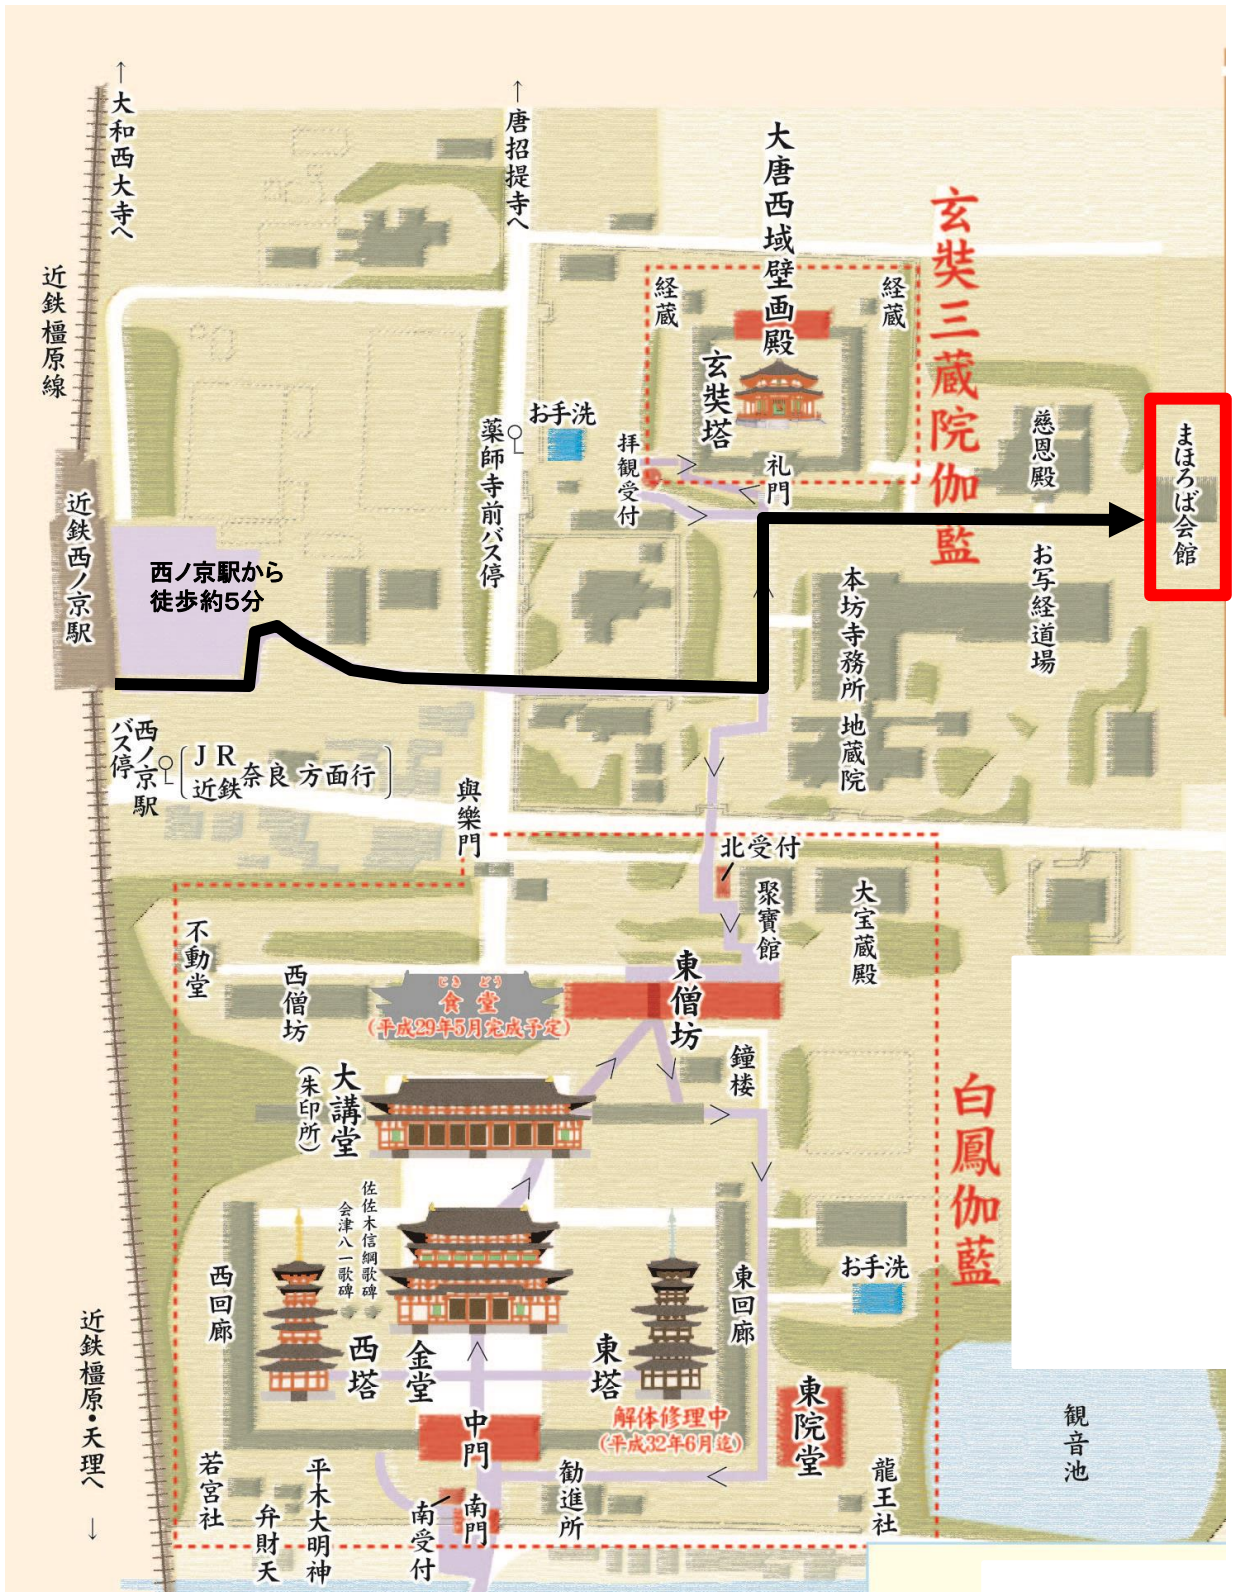 ↑大和西大寺へ
↑唐招提寺へ
大唐西域壁画殿
玄奘三蔵院伽藍
近鉄橿原線
経蔵
経蔵
玄奘塔
お手洗
薬師寺前バス停
拝観受付
礼門
慈恩殿
まほろば会館
近鉄西ノ京駅
西ノ京駅から
徒歩約5分
お写経道場
本坊寺務所
地蔵院
西ノ京駅
バス停
JR
近鉄
奈良方面行
與樂門
北受付
聚寶館
大宝蔵殿
不動堂
西僧坊
じきどう
食堂
(平成29年5月完成予定)
東僧坊
鐘楼
大講堂
(朱印所)
白鳳伽藍
佐佐木信綱歌碑
会津八一歌碑
西回廊
東回廊
お手洗
西塔
金堂
東塔
解体修理中
(平成32年6月迄)
中門
東院堂
観音池
近鉄橿原・天理へ↓
若宮社
弁財天
平木大明神
南受付
南門
勧進所
龍王社